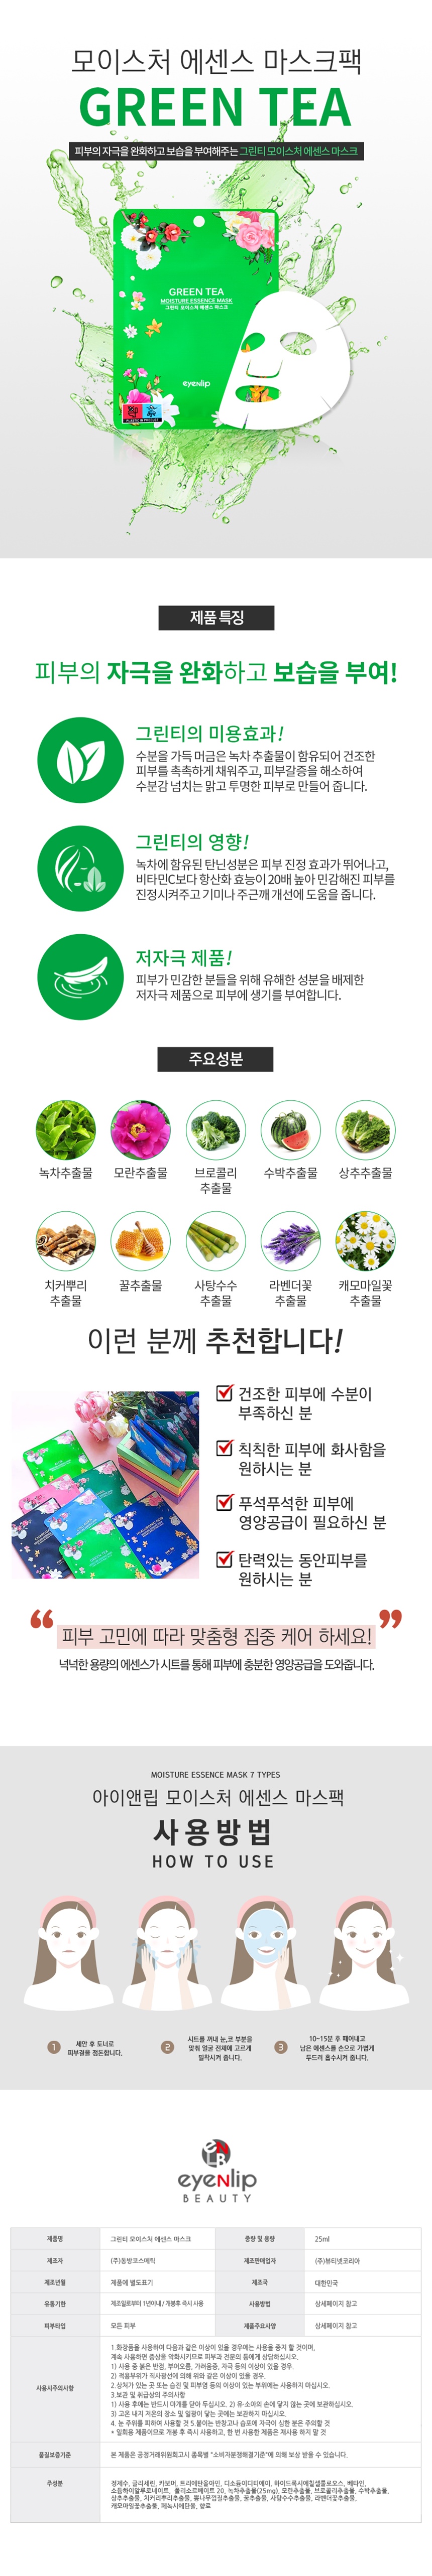 모이스처 에센스 마스크팩
GREEN TEA
피부의 자극을 완화하고 보습을 부여해주는 그린티 모이스처 에센스 마스크
GREEN TEA
MOISTURE ESSENCE MASK
그린티 모이스처 에센스 마스크
eyeNlip
제품 특징
피부의 자극을 완화하고 보습을 부여!
그린티의 미용효과!
수분을 가득 머금은 녹차 추출물이 함유되어 건조한
피부를 촉촉하게 채워주고, 피부갈증을 해소하여
수분감 넘치는 맑고 투명한 피부로 만들어 줍니다.
그린티의 영향!
녹차에 함유된 탄닌성분은 피부 진정 효과가 뛰어나고,
비타민C보다 항산화 효능이 20배 높아 민감해진 피부를
진정시켜주고 기미나 주근깨 개선에 도움을 줍니다.
저자극 제품!
피부가 민감한 분들을 위해 유해한 성분을 배제한
저자극 제품으로 피부에 생기를 부여합니다.
주요성분
녹차추출물
모란추출물
브로콜리
추출물
수박추출물
상추추출물
치커뿌리
추출물
꿀추출물
사탕수수
추출물
라벤더꽃
추출물
캐모마일꽃
추출물
이런 분께 추천합니다!
건조한 피부에 수분이
부족하신 분
칙칙한 피부에 화사함을
원하시는 분
푸석푸석한 피부에
영양공급이 필요하신 분
탄력있는 동안피부를
원하시는 분
“ 피부 고민에 따라 맞춤형 집중 케어 하세요! ”
넉넉한 용량의 에센스가 시트를 통해 피부에 충분한 영양공급을 도와줍니다.
MOISTURE ESSENCE MASK 7 TYPES
아이앤립 모이스처 에센스 마스팩
사용방법
HOW TO USE
1 세안 후 토너로
피부결을 정돈합니다.
2 시트를 꺼내 눈,코 부분을
맞춰 얼굴 전체에 고르게
밀착시켜 줍니다.
3 10~15분 후 떼어내고
남은 에센스를 손으로 가볍게
두드려 흡수시켜 줍니다.
eNLB
eyeNlip
BEAUTY
제품명 그린티 모이스처 에센스 마스크 중량 및 용량 25ml
제조자 (주)동방코스메틱 제조판매업자 (주)뷰티넷코리아
제조년월 제품에 별도표기 제조국 대한민국
유통기한 제조일로부터 1년이내 / 개봉후 즉시 사용 사용방법 상세페이지 참고
피부타입 모든 피부 제품주요사양 상세페이지 참고
사용시주의사항
1.화장품을 사용하여 다음과 같은 이상이 있을 경우에는 사용을 중지 할 것이며,
계속 사용하면 증상을 악화시키므로 피부과 전문의 등에게 상담하십시오.
1) 사용 중 붉은 반점, 부어오름, 가려움증, 자극 등의 이상이 있을 경우.
2) 적용부위가 직사광선에 의해 위와 같은 이상이 있을 경우.
2.상처가 있는 곳 또는 습진 및 피부염 등의 이상이 있는 부위에는 사용하지 마십시오.
3.보관 및 취급상의 주의사항
1) 사용 후에는 반드시 마개를 닫아 두십시오. 2) 유·소아의 손에 닿지 않는 곳에 보관하십시오.
3) 고온 내지 저온의 장소 및 일광이 닿는 곳에는 보관하지 마십시오.
4. 눈 주위를 피하여 사용할 것 5.붙이는 반창고나 습포에 자극이 심한 분은 주의할 것
* 일회용 제품이므로 개봉 후 즉시 사용하고, 한 번 사용한 제품은 재사용 하지 말 것
품질보증기준 본 제품은 공정거래위원회고시 종목별 "소비자분쟁해결기준"에 의해 보상 받을 수 있습니다.
주성분
정제수, 글리세린, 카보머, 트리에탄올아민, 디소듐이디티에이, 하이드록시에칠셀룰로오스, 베타인,
소듐하이알루로네이트, 폴리소르베이트 20, 녹차추출물(25mg), 모란추출물, 브로콜리추출물, 수박추출물,
상추추출물, 치커리뿌리추출물, 뽕나무껍질추출물, 꿀추출물, 사탕수수추출물, 라벤더꽃추출물,
캐모마일꽃추출물, 페녹시에탄올, 향료